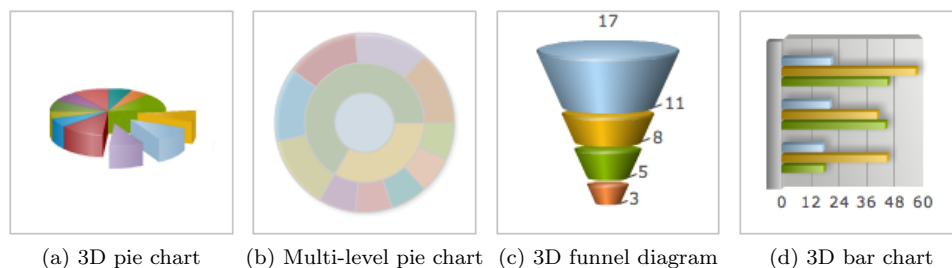 17
11
8
5
3
0 12 24 36 48 60
(a) 3D pie chart
(b) Multi-level pie chart
(c) 3D funnel diagram
(d) 3D bar chart